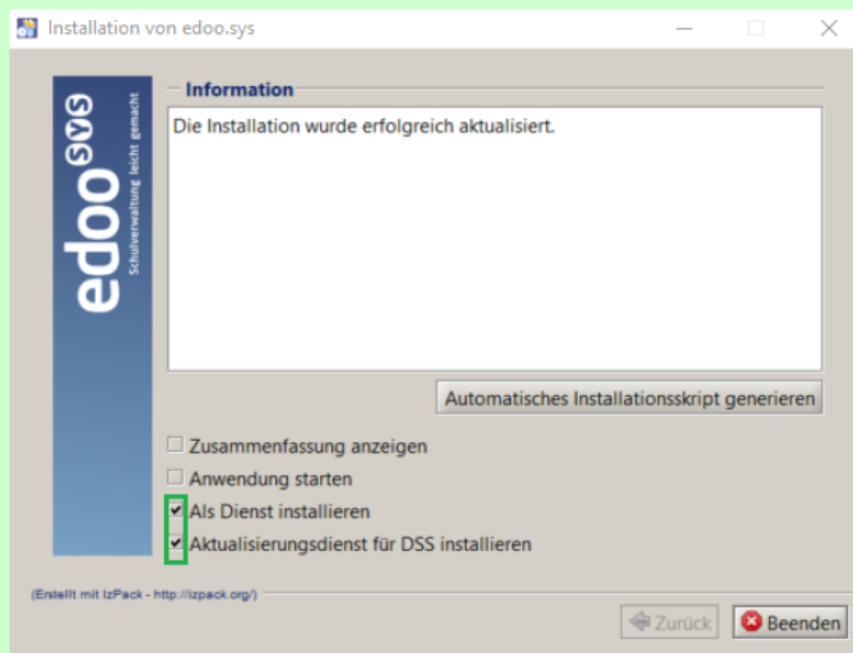 Installation von edoo.sys
edoo sys
Schulverwaltung leicht gemacht
Information
Die Installation wurde erfolgreich aktualisiert.
Automatisches Installationsskript generieren
Zusammenfassung anzeigen
Anwendung starten
Als Dienst installieren
Aktualisierungsdienst für DSS installieren
(Erstellt mit IzPack - http://izpack.org/)
Zurück
Beenden